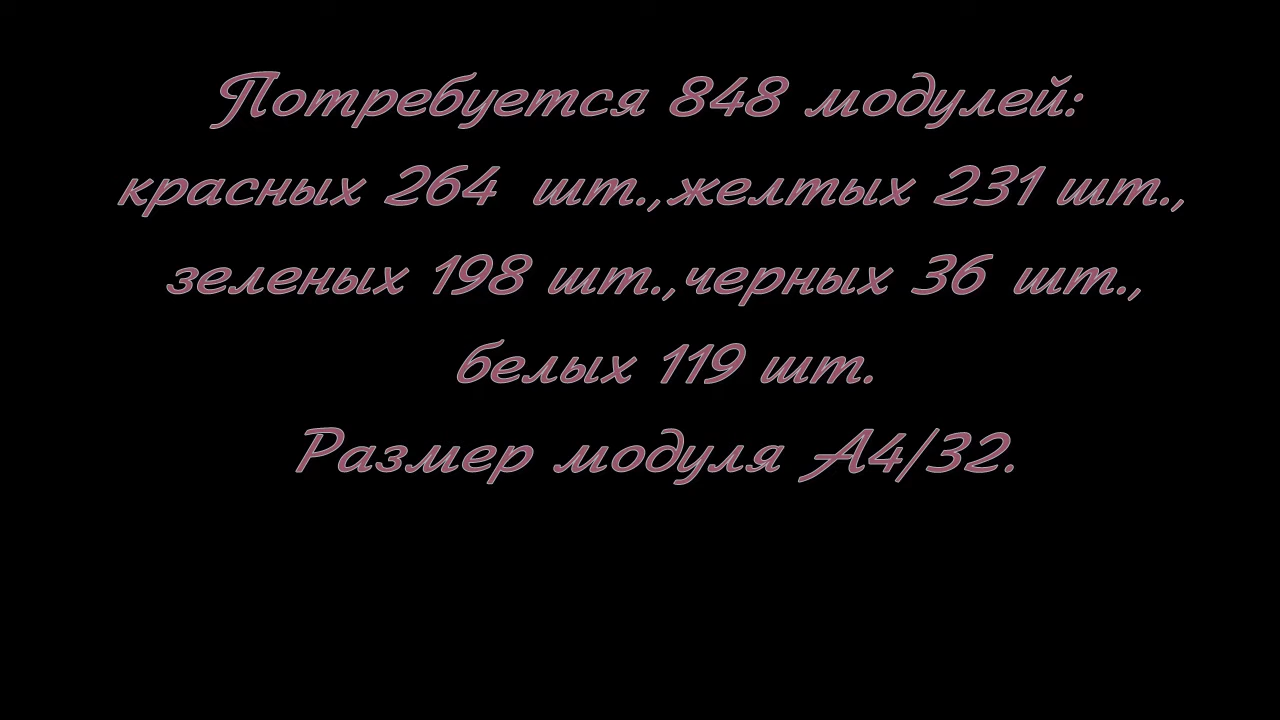 Потребуется 848 модулей:
красных 264 шт.,желтых 231 шт.,
зеленых 198 шт.,черных 36 шт.,
белых 119 шт.
Размер модуля А4/32.